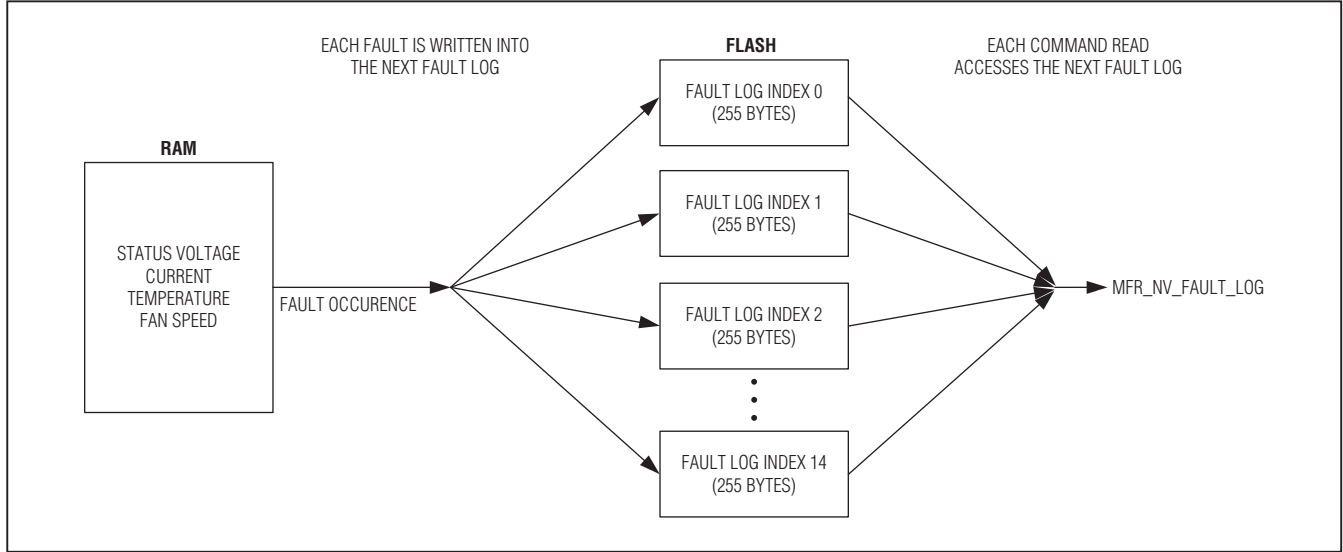 EACH FAULT IS WRITTEN INTO
THE NEXT FAULT LOG
FLASH
EACH COMMAND READ
ACCESSES THE NEXT FAULT LOG
FAULT LOG INDEX 0
(255 BYTES)
RAM
FAULT LOG INDEX 1
(255 BYTES)
STATUS VOLTAGE
CURRENT
TEMPERATURE
FAN SPEED
FAULT OCCURENCE
MFR_NV_FAULT_LOG
FAULT LOG INDEX 2
(255 BYTES)
FAULT LOG INDEX 14
(255 BYTES)